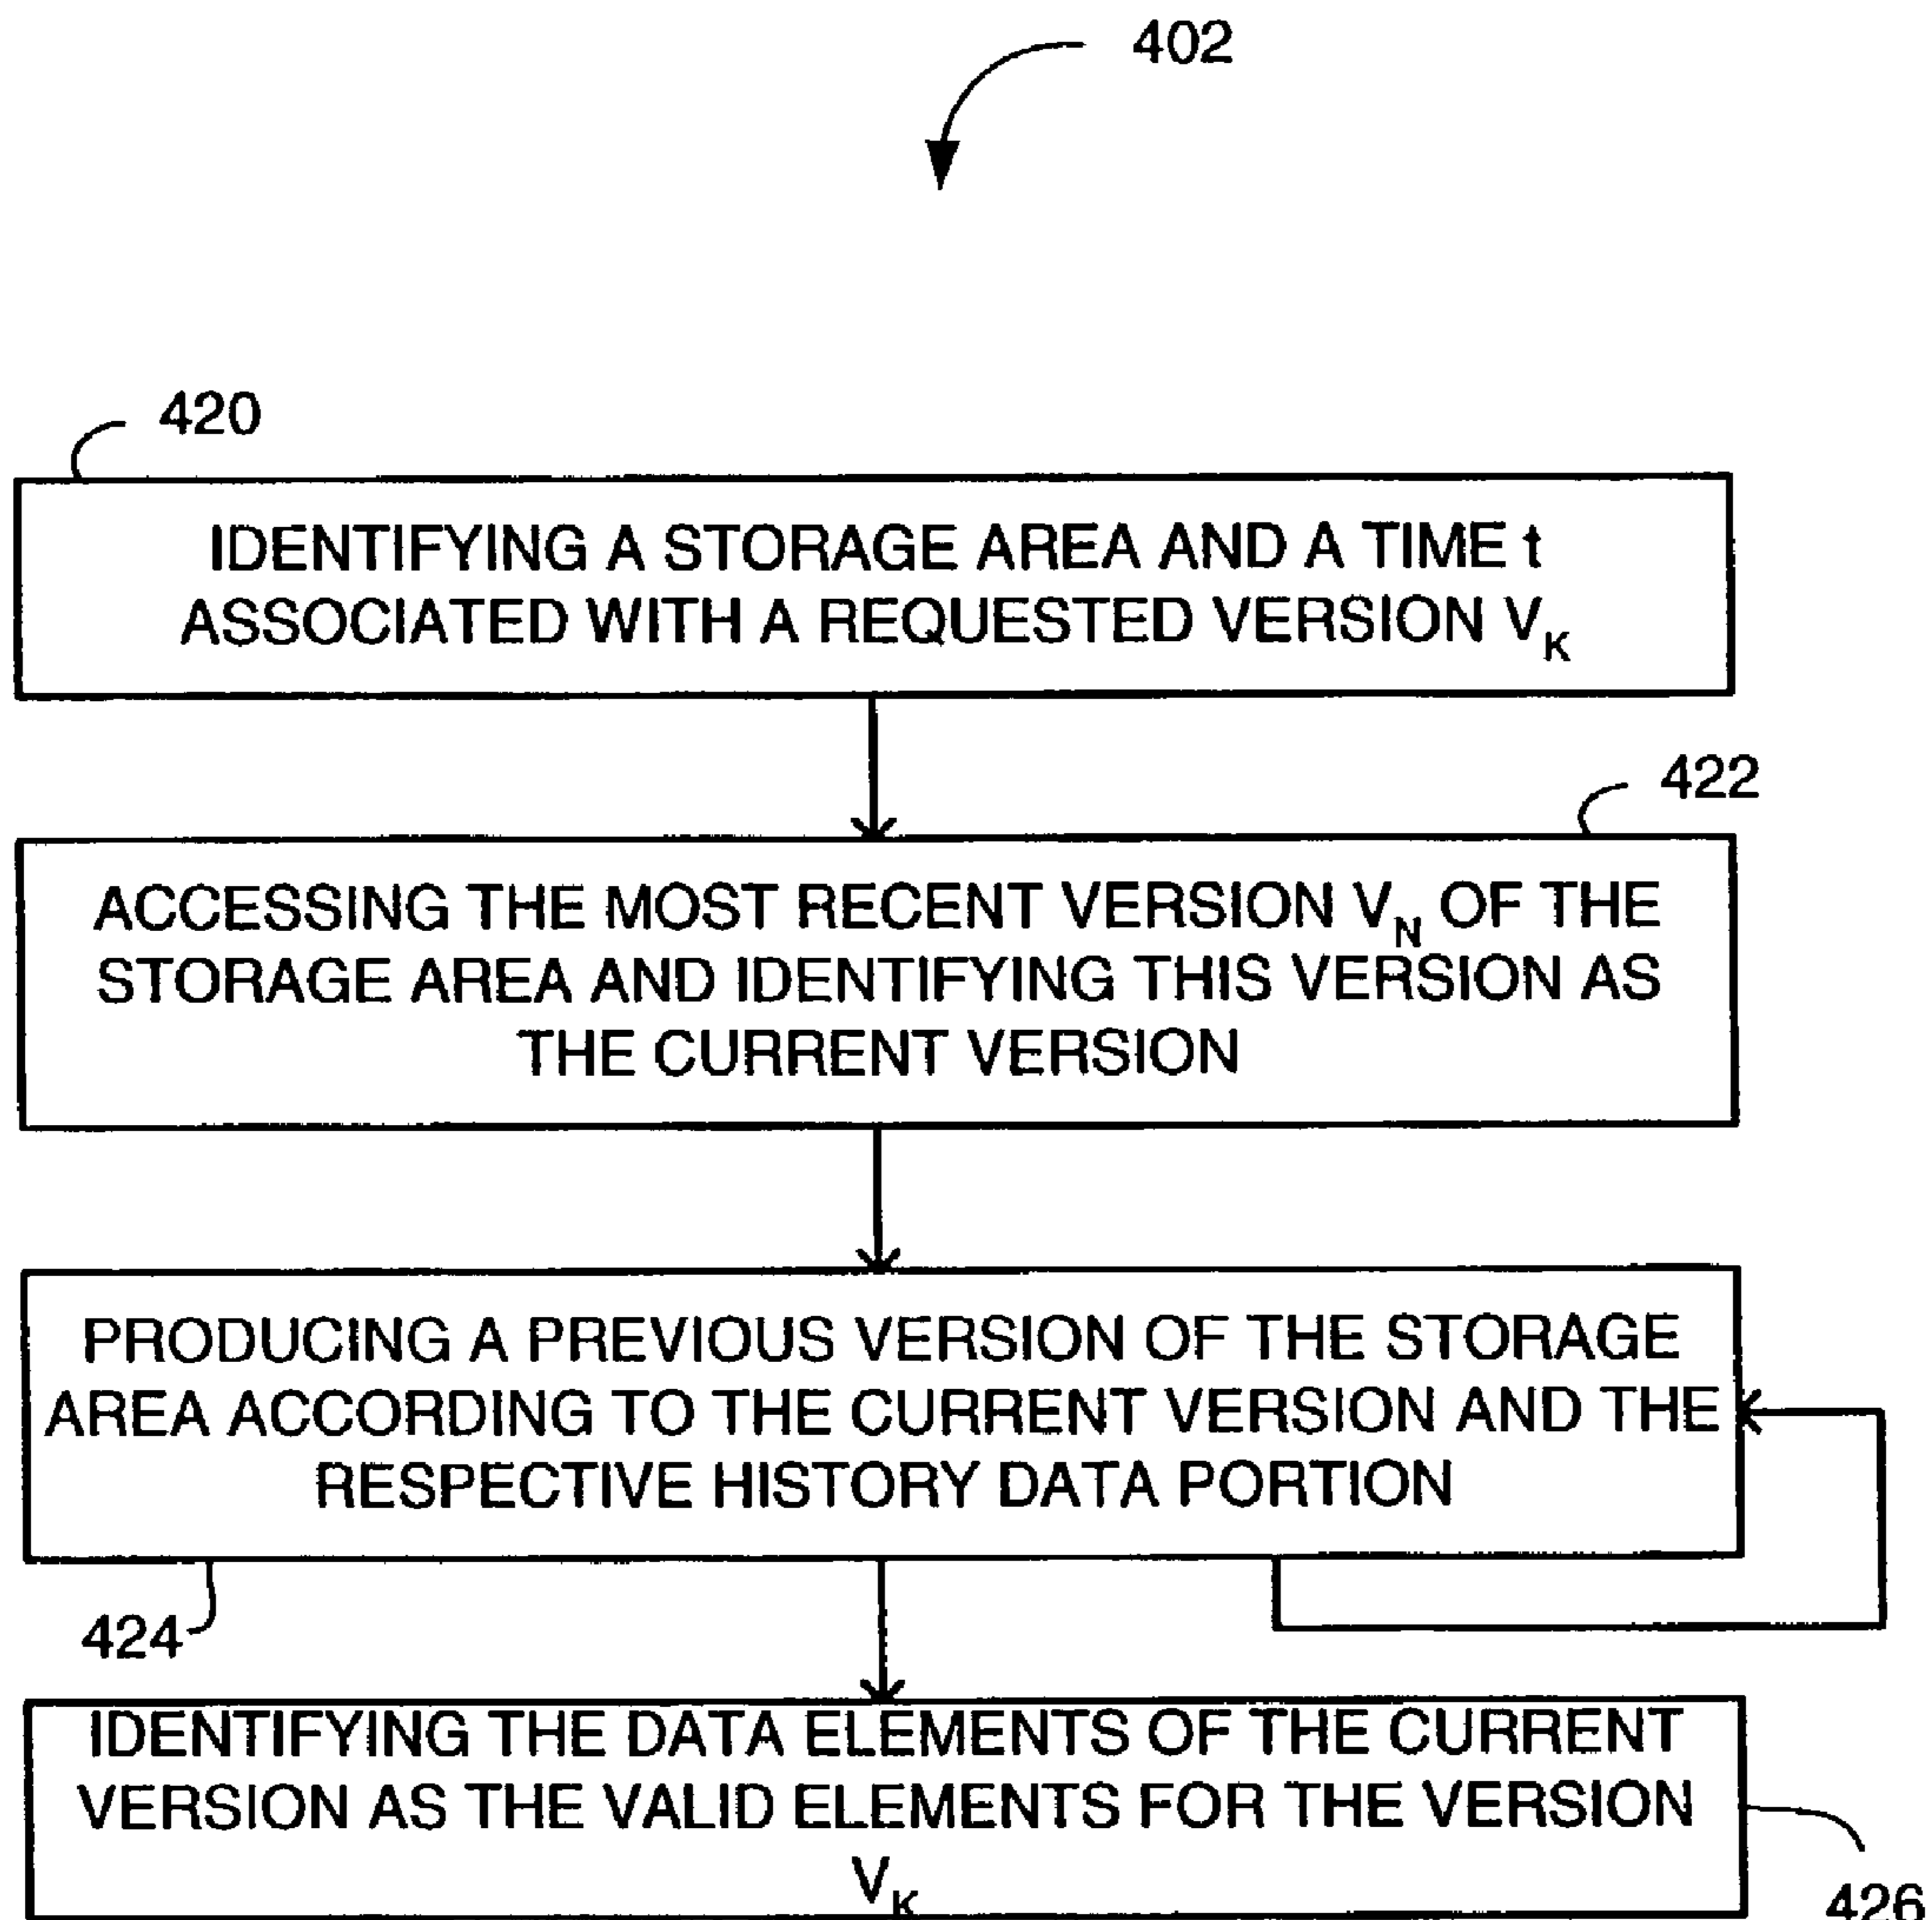 402
420
IDENTIFYING A STORAGE AREA AND A TIME t
ASSOCIATED WITH A REQUESTED VERSION V_K
422
ACCESSING THE MOST RECENT VERSION V_N OF THE
STORAGE AREA AND IDENTIFYING THIS VERSION AS
THE CURRENT VERSION
PRODUCING A PREVIOUS VERSION OF THE STORAGE
AREA ACCORDING TO THE CURRENT VERSION AND THE
RESPECTIVE HISTORY DATA PORTION
424
IDENTIFYING THE DATA ELEMENTS OF THE CURRENT
VERSION AS THE VALID ELEMENTS FOR THE VERSION
V_K
426